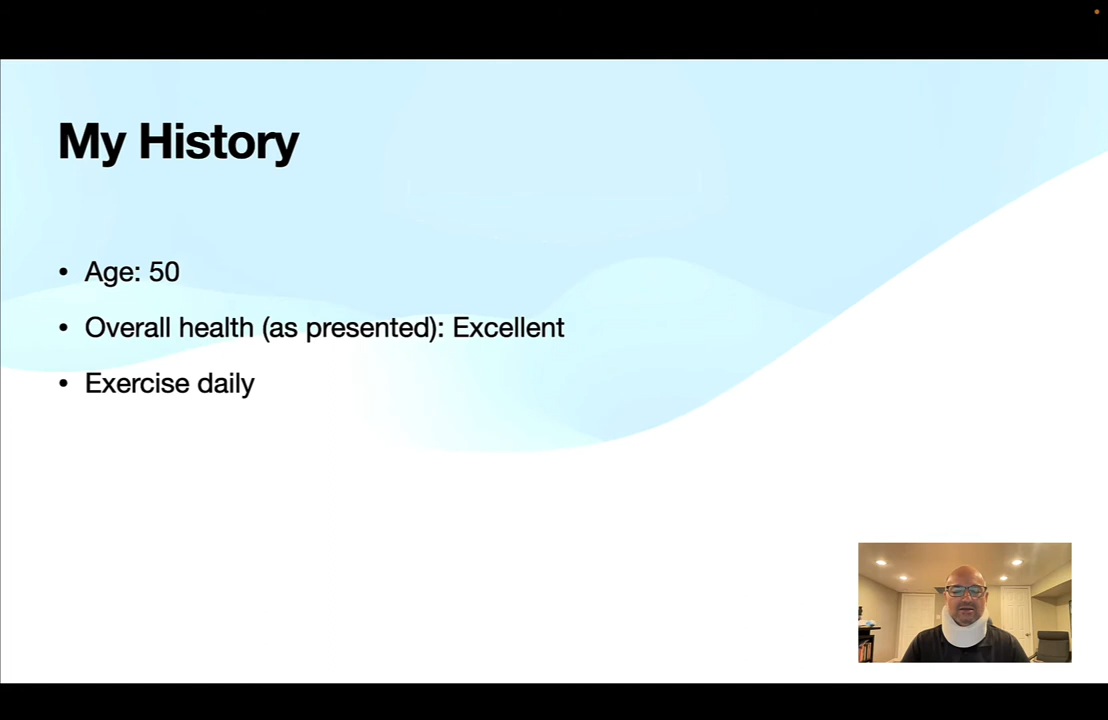 My History
• Age: 50
• Overall health (as presented): Excellent
• Exercise daily